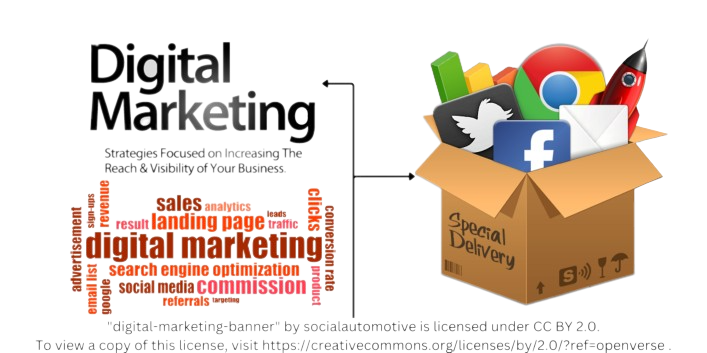 Digital
Marketing
Strategies Focused on Increasing The
Reach & Visibility of Your Business.
advertisement
sign-ups
revenue
sales
analytics
result
landing page
leads
traffic
clicks
conversion rate
digital marketing
email list
google
search engine optimization
social media
commission
product
referrals
targeting
Special
Delivery
S
f
"digital-marketing-banner" by socialautomotive is licensed under CC BY 2.0.
To view a copy of this license, visit https://creativecommons.org/licenses/by/2.0/?ref=openverse .